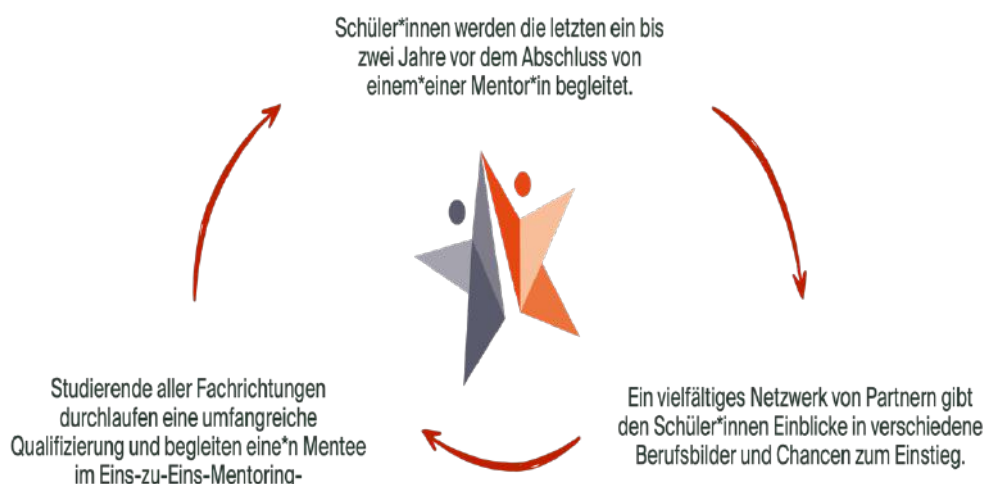 Schüler*innen werden die letzten ein bis
zwei Jahre vor dem Abschluss von
einem*einer Mentor*in begleitet.
Ein vielfältiges Netzwerk von Partnern gibt
den Schüler*innen Einblicke in verschiedene
Berufsbilder und Chancen zum Einstieg.
Studierende aller Fachrichtungen
durchlaufen eine umfangreiche
Qualifizierung und begleiten eine*n Mentee
im Eins-zu-Eins-Mentoring-